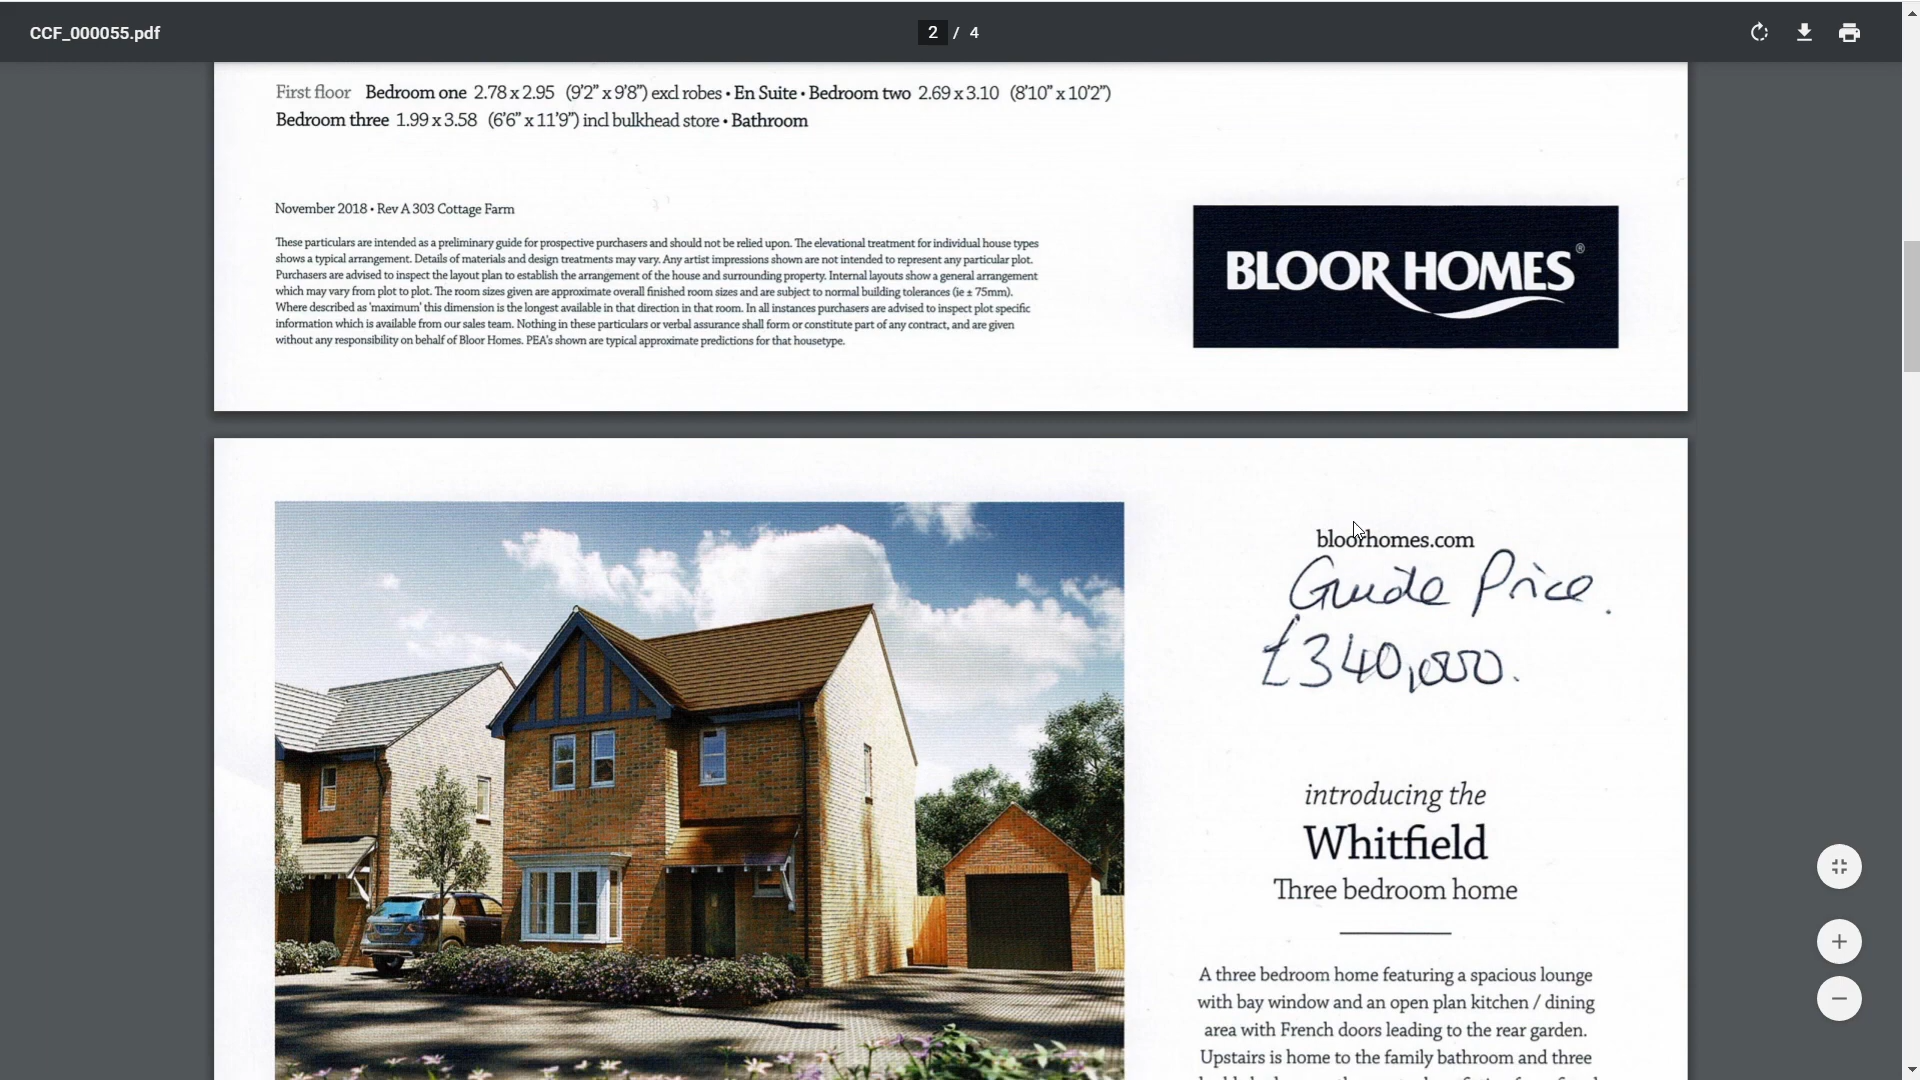 CCF_000055.pdf
2 / 4
First floor Bedroom one 2.78 x 2.95 (9'2" x 9'8") excl robes • En Suite • Bedroom two 2.69 x 3.10 (8'10" x 10'2")
Bedroom three 1.99 x 3.58 (6'6" x 11'9") incl bulkhead store • Bathroom
November 2018 • Rev A 303 Cottage Farm
These particulars are intended as a preliminary guide for prospective purchasers and should not be relied upon. The elevational treatment for individual house types
shows a typical arrangement. Details of materials and design treatments may vary. Any artist impressions shown are not intended to represent any particular plot.
Purchasers are advised to inspect the layout plan to establish the arrangement of the house and surrounding property. Internal layouts show a general arrangement
which may vary from plot to plot. The room sizes given are approximate overall finished room sizes and are subject to normal building tolerances (ie ± 75mm).
Where described as 'maximum' this dimension is the longest available in that direction in that room. In all instances purchasers are advised to inspect plot specific
information which is available from our sales team. Nothing in these particulars or verbal assurance shall form or constitute part of any contract, and are given
without any responsibility on behalf of Bloor Homes. PEA's shown are typical approximate predictions for that housetype.
BLOOR HOMES®
bloorhomes.com
Guide Price.
£340,000.
introducing the
Whitfield
Three bedroom home
A three bedroom home featuring a spacious lounge
with bay window and an open plan kitchen / dining
area with French doors leading to the rear garden.
Upstairs is home to the family bathroom and three